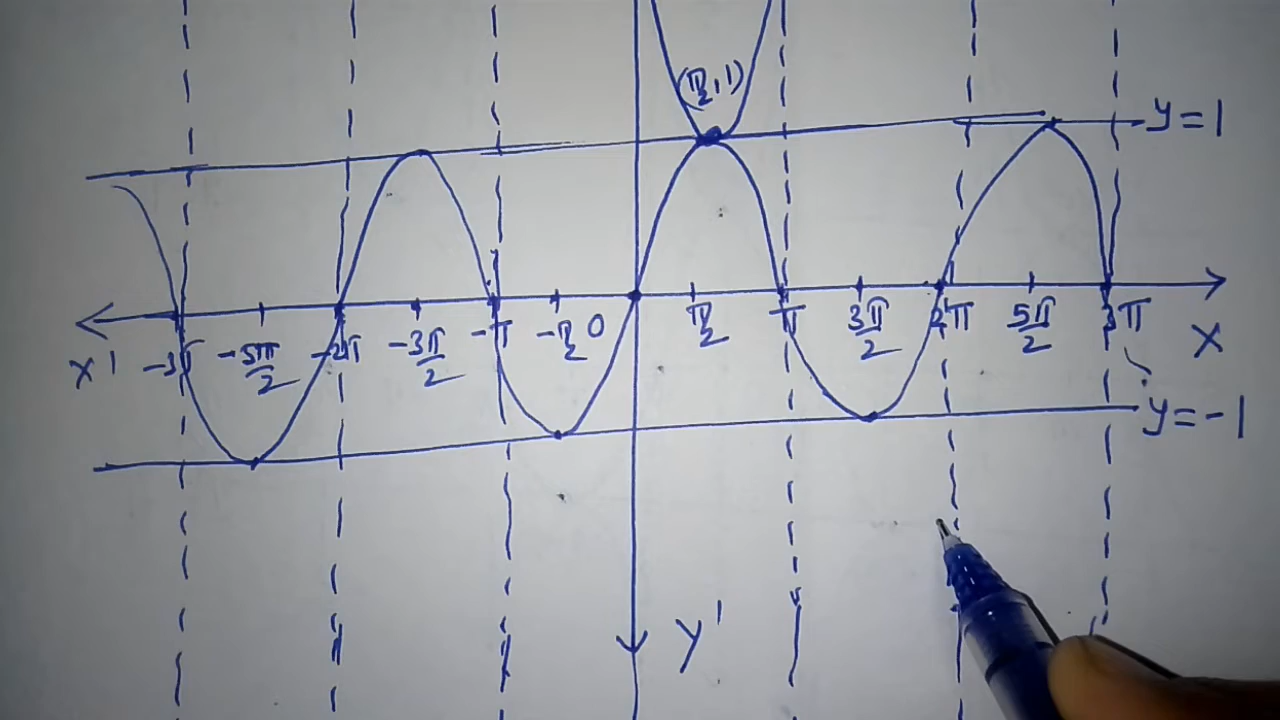 (π/2, 1)
y = 1
-3π -5π/2 -2π -3π/2 -π -π/2 0 π/2 π 3π/2 2π 5π/2 3π
X' X
y = -1
y'